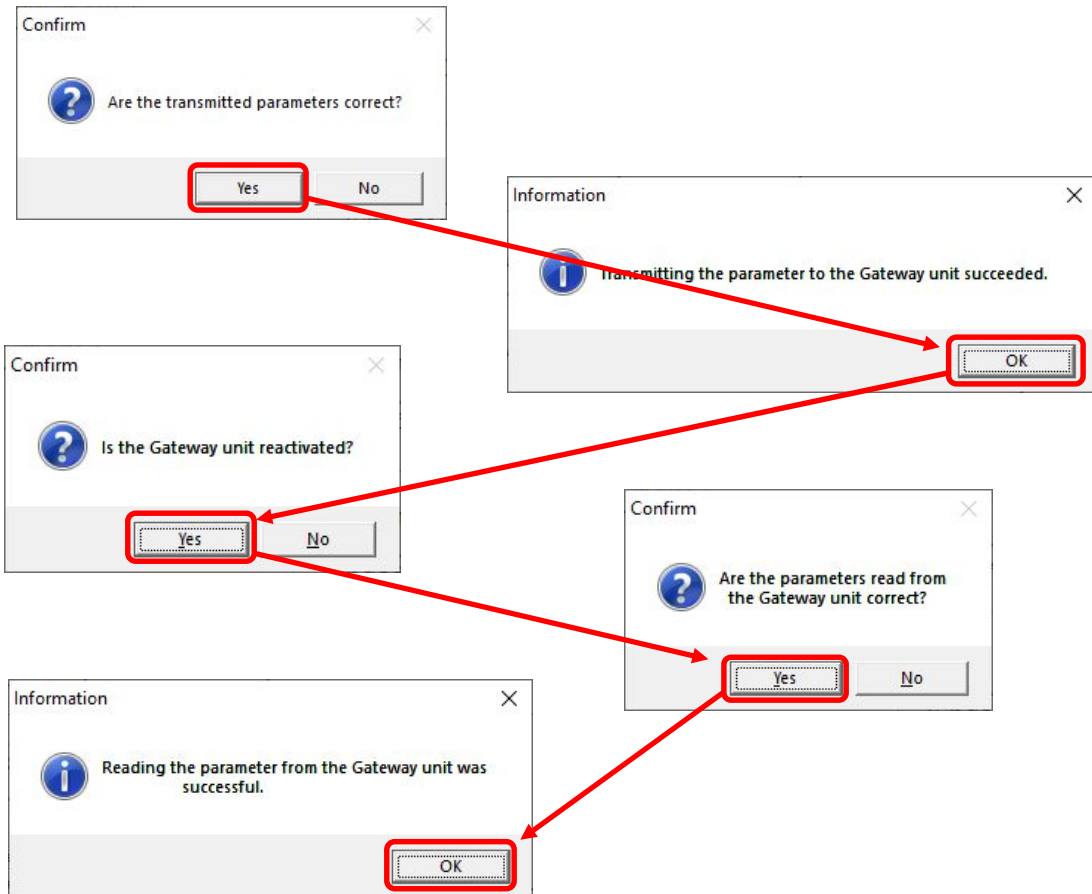 Confirm
Are the transmitted parameters correct?
Yes
No
Information
Transmitting the parameter to the Gateway unit succeeded.
OK
Confirm
Is the Gateway unit reactivated?
Yes
No
Confirm
Are the parameters read from
the Gateway unit correct?
Yes
No
Information
Reading the parameter from the Gateway unit was
successful.
OK